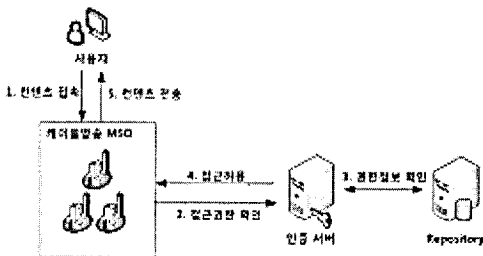 사용자
1. 컨텐츠 접속
5. 컨텐츠 전송
케이블방송 MSO
4. 접근허용
3. 권한정보 확인
2. 접근권한 확인
인증 서버
Repository